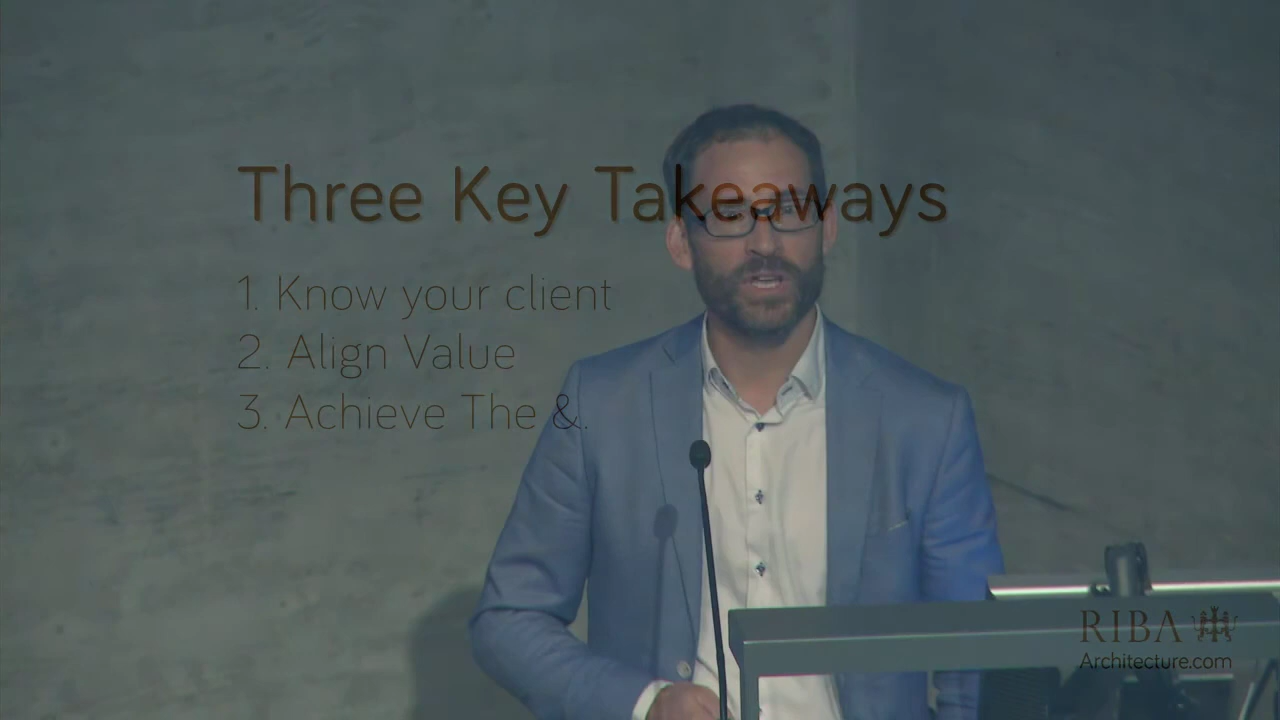 Three Key Takeaways
1. Know your client
2. Align Value
3. Achieve The &.
RIBA
Architecture.com